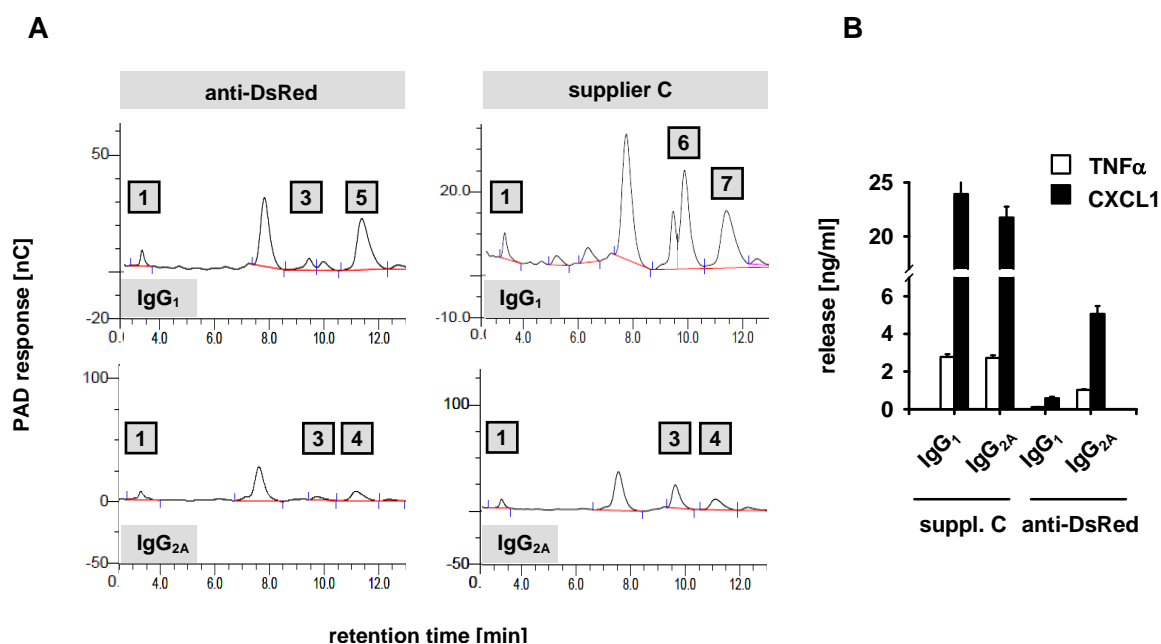 A
B
anti-DsRed
supplier C
50
-20
1
3
5
IgG1
0.
4.0
6.0
8.0
10.0
12.0
20.0
-10.0
1
6
7
IgG1
0.
4.0
6.0
8.0
10.0
12.0
100
0
-50
1
3
4
IgG2A
0.
4.0
6.0
8.0
10.0
12.0
100
-50
1
3
4
IgG2A
0.
4.0
6.0
8.0
10.0
12.0
PAD response [nC]
retention time [min]
TNFα
CXCL1
release [ng/ml]
25
20
6
4
2
0
IgG1
IgG2A
IgG1
IgG2A
suppl. C
anti-DsRed